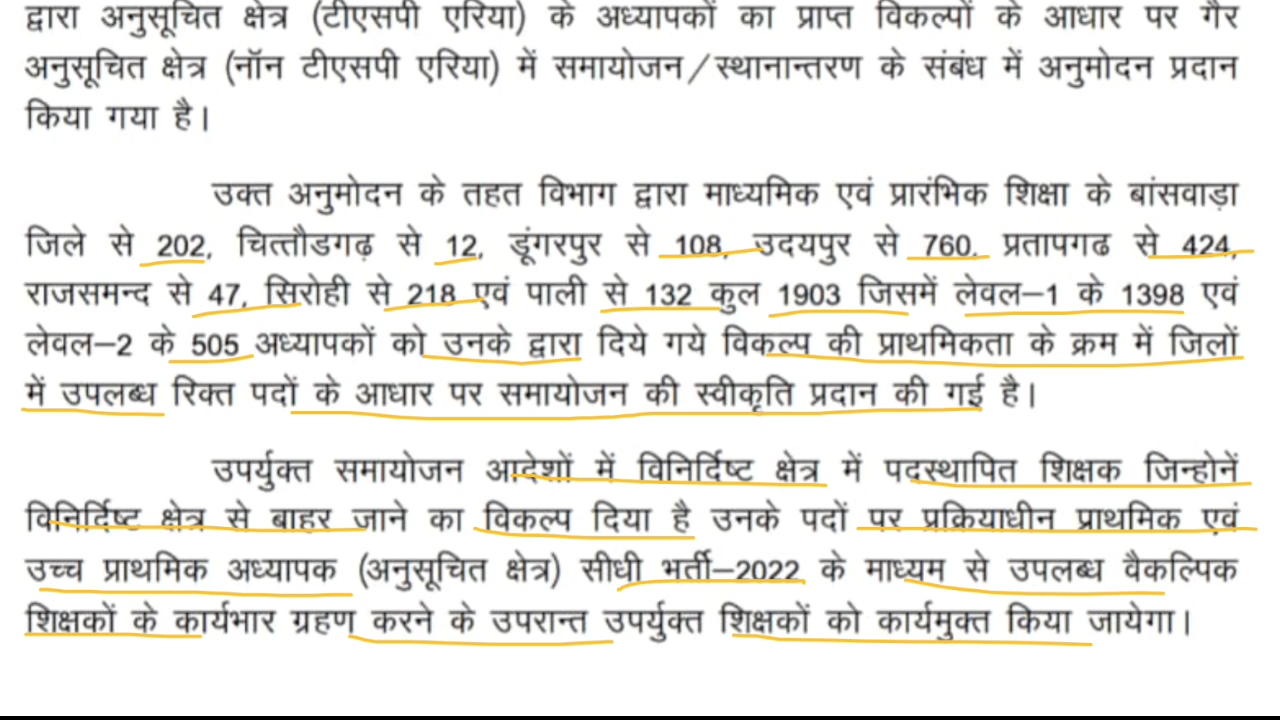 द्वारा अनुसूचित क्षेत्र (टीएसपी एरिया) के अध्यापकों का प्राप्त विकल्पों के आधार पर गैर
अनुसूचित क्षेत्र (नॉन टीएसपी एरिया) में समायोजन/स्थानान्तरण के संबंध में अनुमोदन प्रदान
किया गया है।
उक्त अनुमोदन के तहत विभाग द्वारा माध्यमिक एवं प्रारंभिक शिक्षा के बांसवाड़ा
जिले से 202, चित्तौडगढ़ से 12, डूंगरपुर से 108, उदयपुर से 760, प्रतापगढ से 424,
राजसमन्द से 47, सिरोही से 218 एवं पाली से 132 कुल 1903 जिसमें लेवल–1 के 1398 एवं
लेवल–2 के 505 अध्यापकों को उनके द्वारा दिये गये विकल्प की प्राथमिकता के क्रम में जिलों
में उपलब्ध रिक्त पदों के आधार पर समायोजन की स्वीकृति प्रदान की गई है।
उपर्युक्त समायोजन आदेशों में विनिर्दिष्ट क्षेत्र में पदस्थापित शिक्षक जिन्होनें
विनिर्दिष्ट क्षेत्र से बाहर जाने का विकल्प दिया है उनके पदों पर प्रक्रियाधीन प्राथमिक एवं
उच्च प्राथमिक अध्यापक (अनुसूचित क्षेत्र) सीधी भर्ती–2022 के माध्यम से उपलब्ध वैकल्पिक
शिक्षकों के कार्यभार ग्रहण करने के उपरान्त उपर्युक्त शिक्षकों को कार्यमुक्त किया जायेगा।